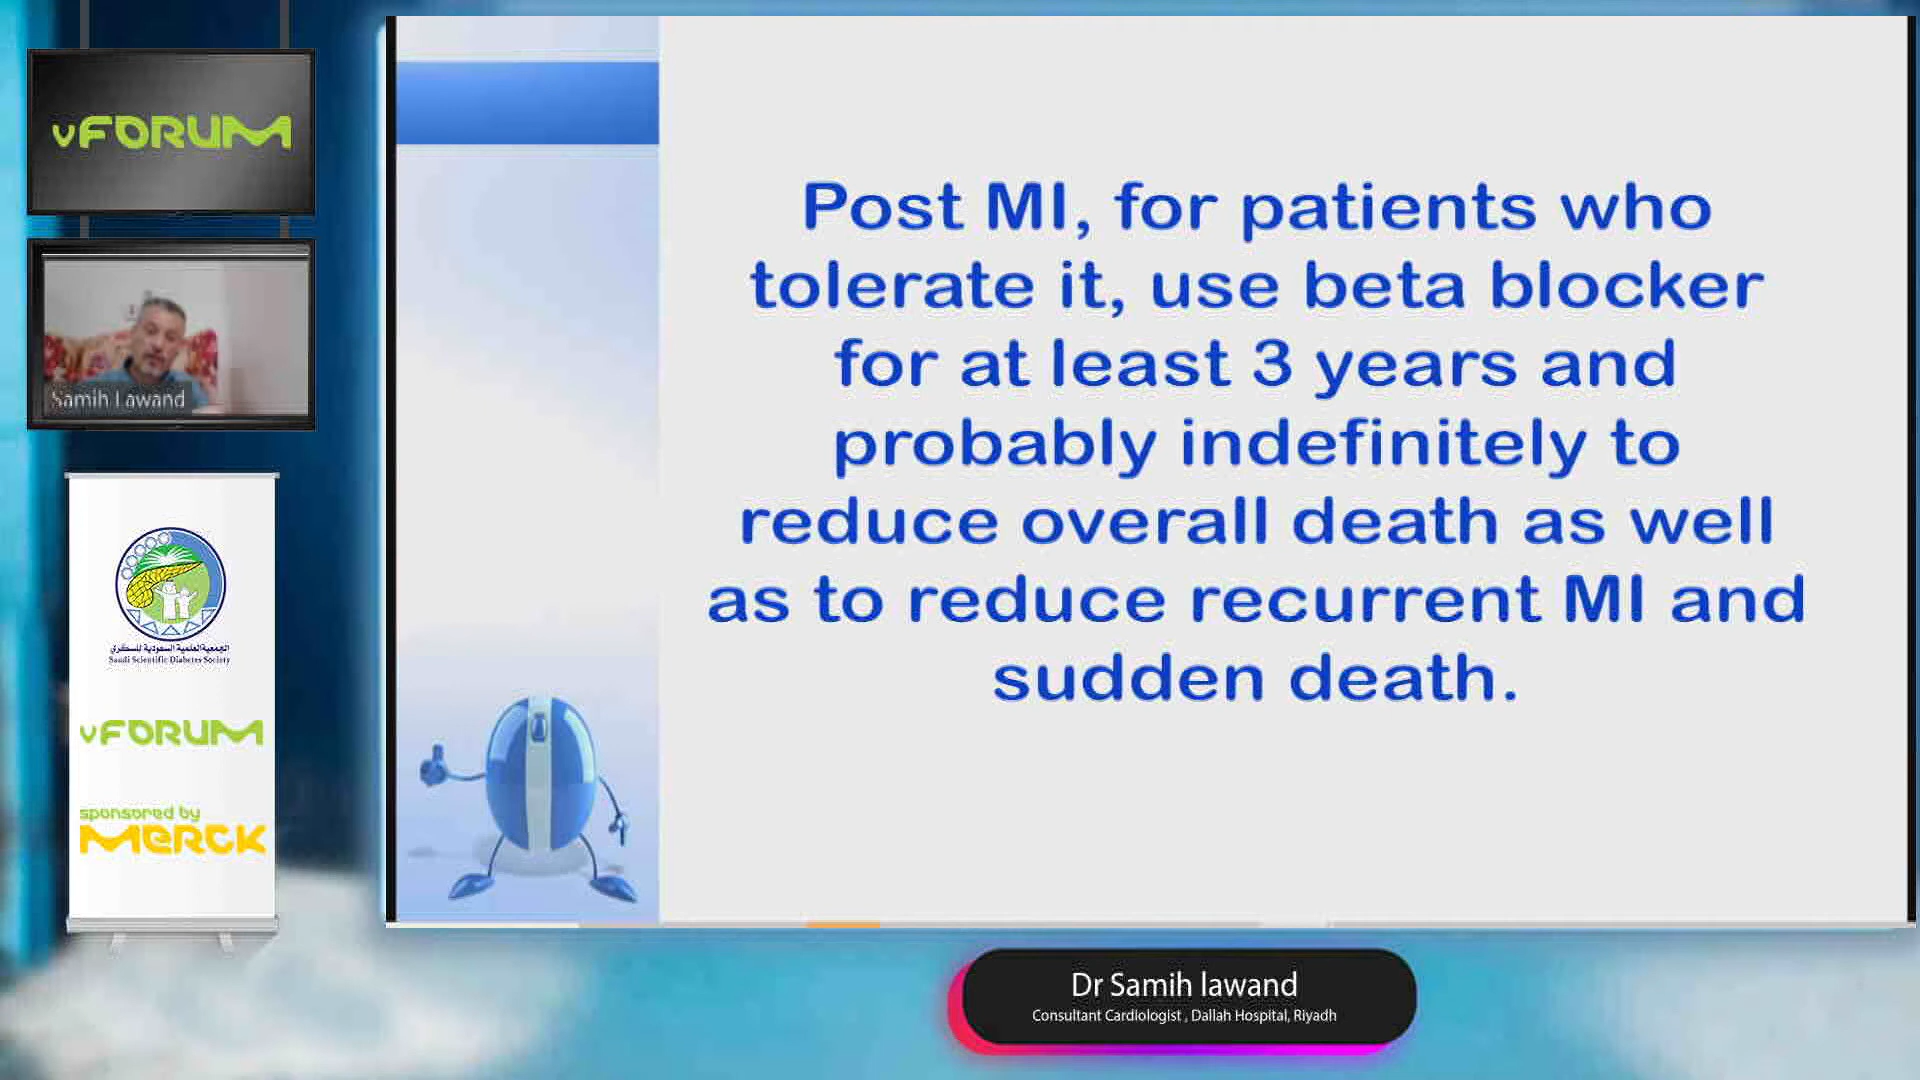 vFORUM
Samih Lawand
الجمعية العلمية السعودية للسكري
Saudi Scientific Diabetes Society
vFORUM
sponsored by
MERCK
Post MI, for patients who
tolerate it, use beta blocker
for at least 3 years and
probably indefinitely to
reduce overall death as well
as to reduce recurrent MI and
sudden death.
Dr Samih lawand
Consultant Cardiologist , Dallah Hospital, Riyadh